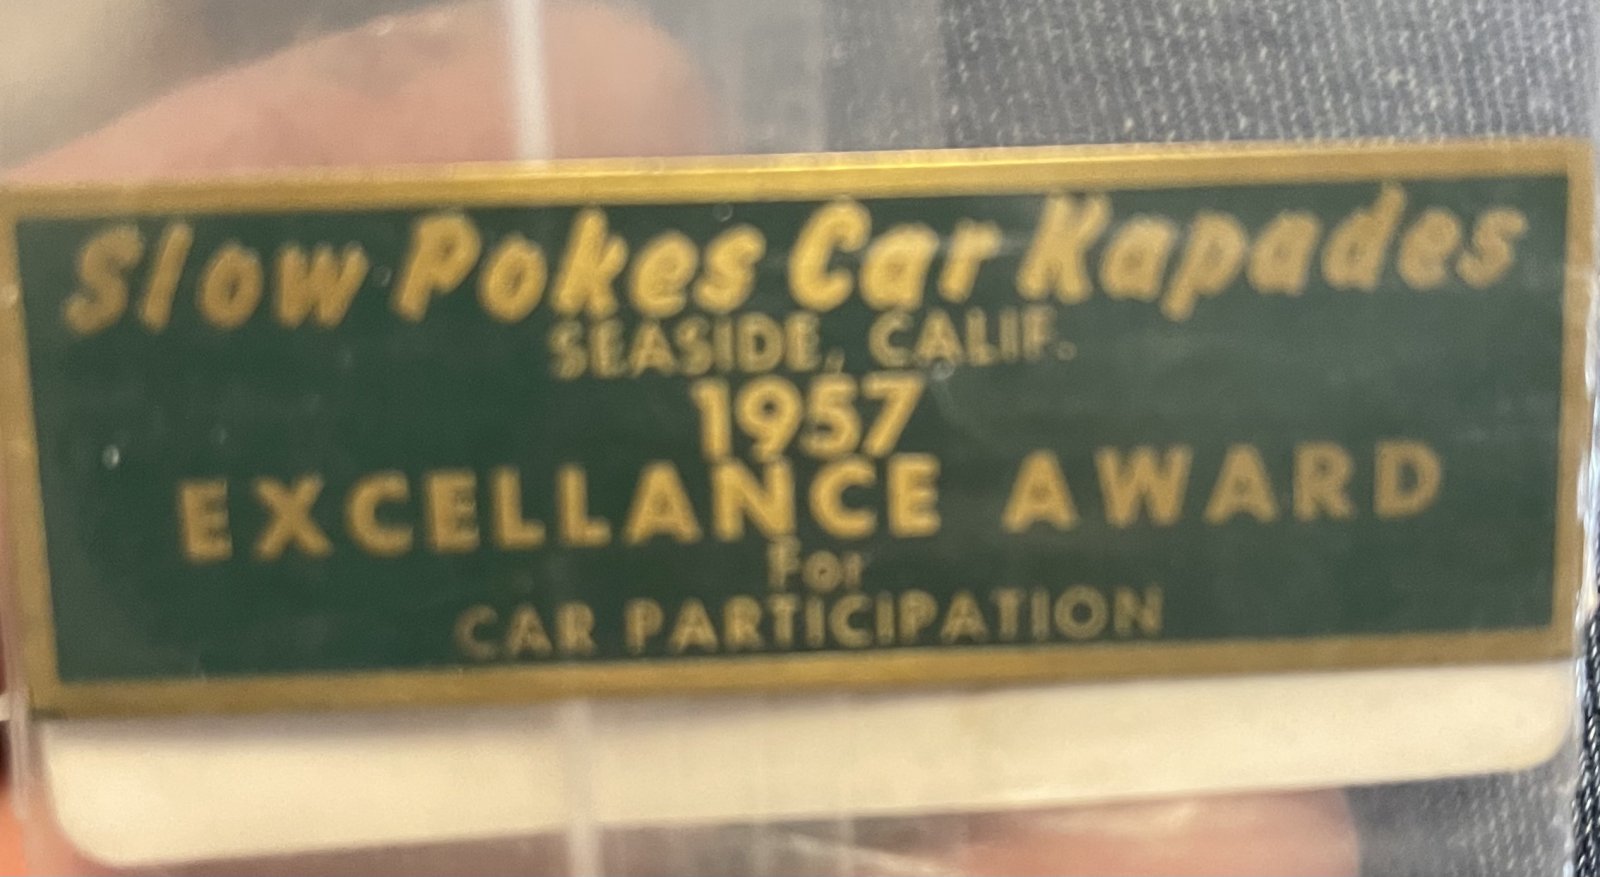 Slow Pokes Car Kapades
SEASIDE, CALIF.
1957
EXCELLANCE AWARD
For
CAR PARTICIPATION